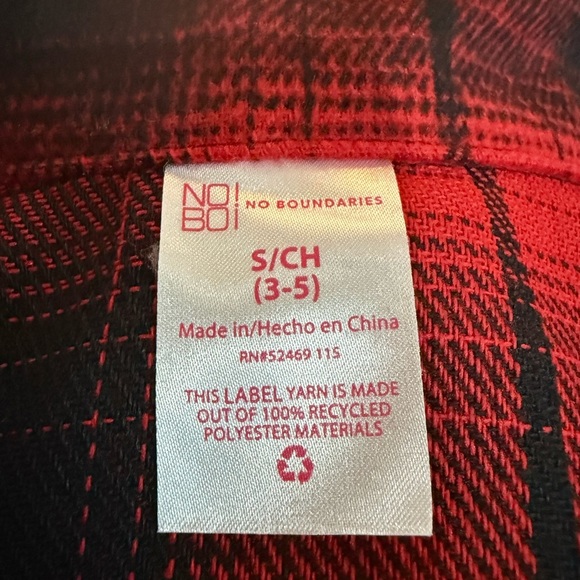 NO!
BO!
NO BOUNDARIES
S/CH
(3-5)
Made in/Hecho en China
RN#52469 115
THIS LABEL YARN IS MADE
OUT OF 100% RECYCLED
POLYESTER MATERIALS